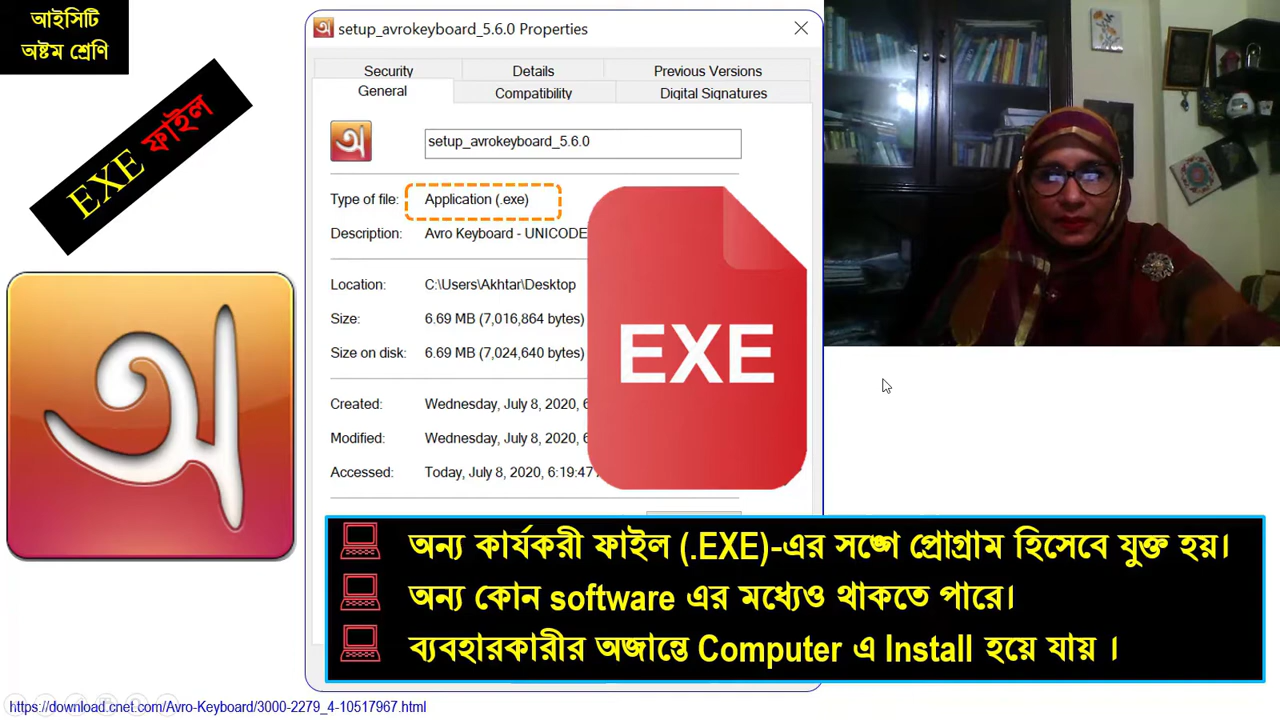 আইসিটি
অষ্টম শ্রেণি
EXE ফাইল
অ
setup_avrokeyboard_5.6.0 Properties
Security
Details
Previous Versions
General
Compatibility
Digital Signatures
অ
setup_avrokeyboard_5.6.0
Type of file: Application (.exe)
Description: Avro Keyboard - UNICODE
Location: C:\Users\Akhtar\Desktop
Size: 6.69 MB (7,016,864 bytes)
Size on disk: 6.69 MB (7,024,640 bytes)
Created: Wednesday, July 8, 2020, 6
Modified: Wednesday, July 8, 2020, 6
Accessed: Today, July 8, 2020, 6:19:47
EXE
অ
অন্য কার্যকরী ফাইল (.EXE)-এর সঙ্গে প্রোগ্রাম হিসেবে যুক্ত হয়।
অন্য কোন software এর মধ্যেও থাকতে পারে।
ব্যবহারকারীর অজান্তে Computer এ Install হয়ে যায় ।
https://download.cnet.com/Avro-Keyboard/3000-2279_4-10517967.html